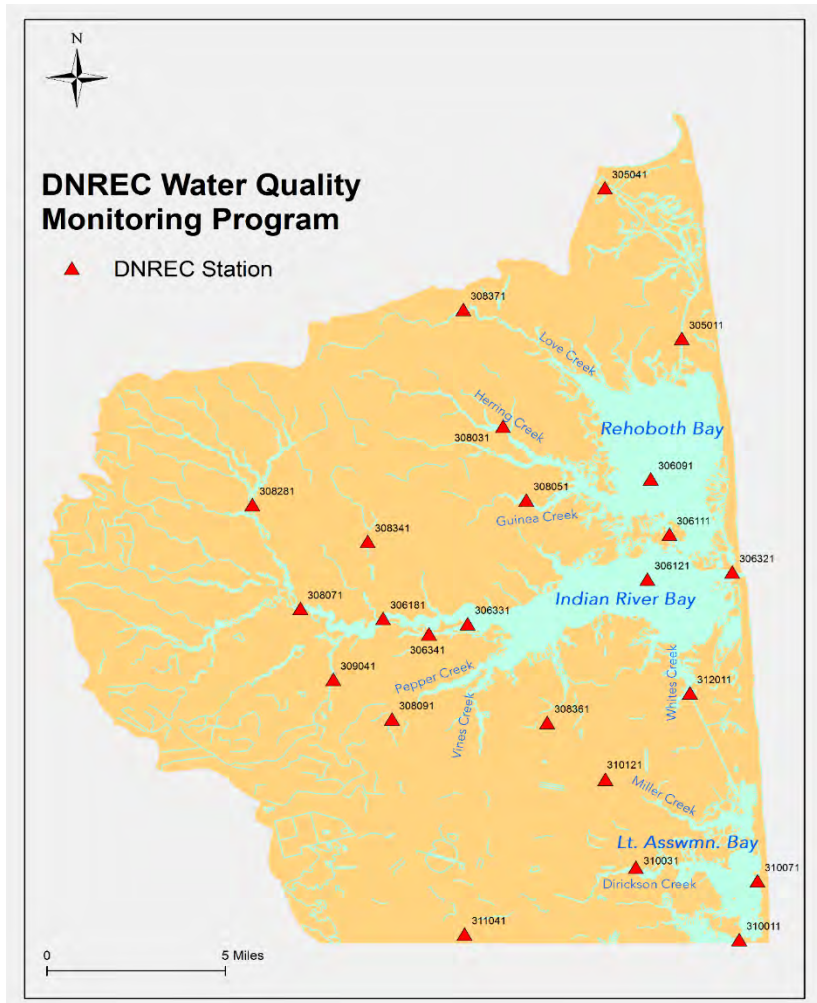 N
DNREC Water Quality
Monitoring Program
DNREC Station
305041
308371
305011
Love Creek
Herring Creek
Rehoboth Bay
308031
306091
308281
308051
Guinea Creek
308341
306111
306121
306321
Indian River Bay
308071
306181
306331
306341
Pepper Creek
309041
Whites Creek
312011
308091
Vines Creek
308361
310121
Miller Creek
Lt. Asswmn. Bay
310031
310071
Dirickson Creek
311041
310011
0
5 Miles